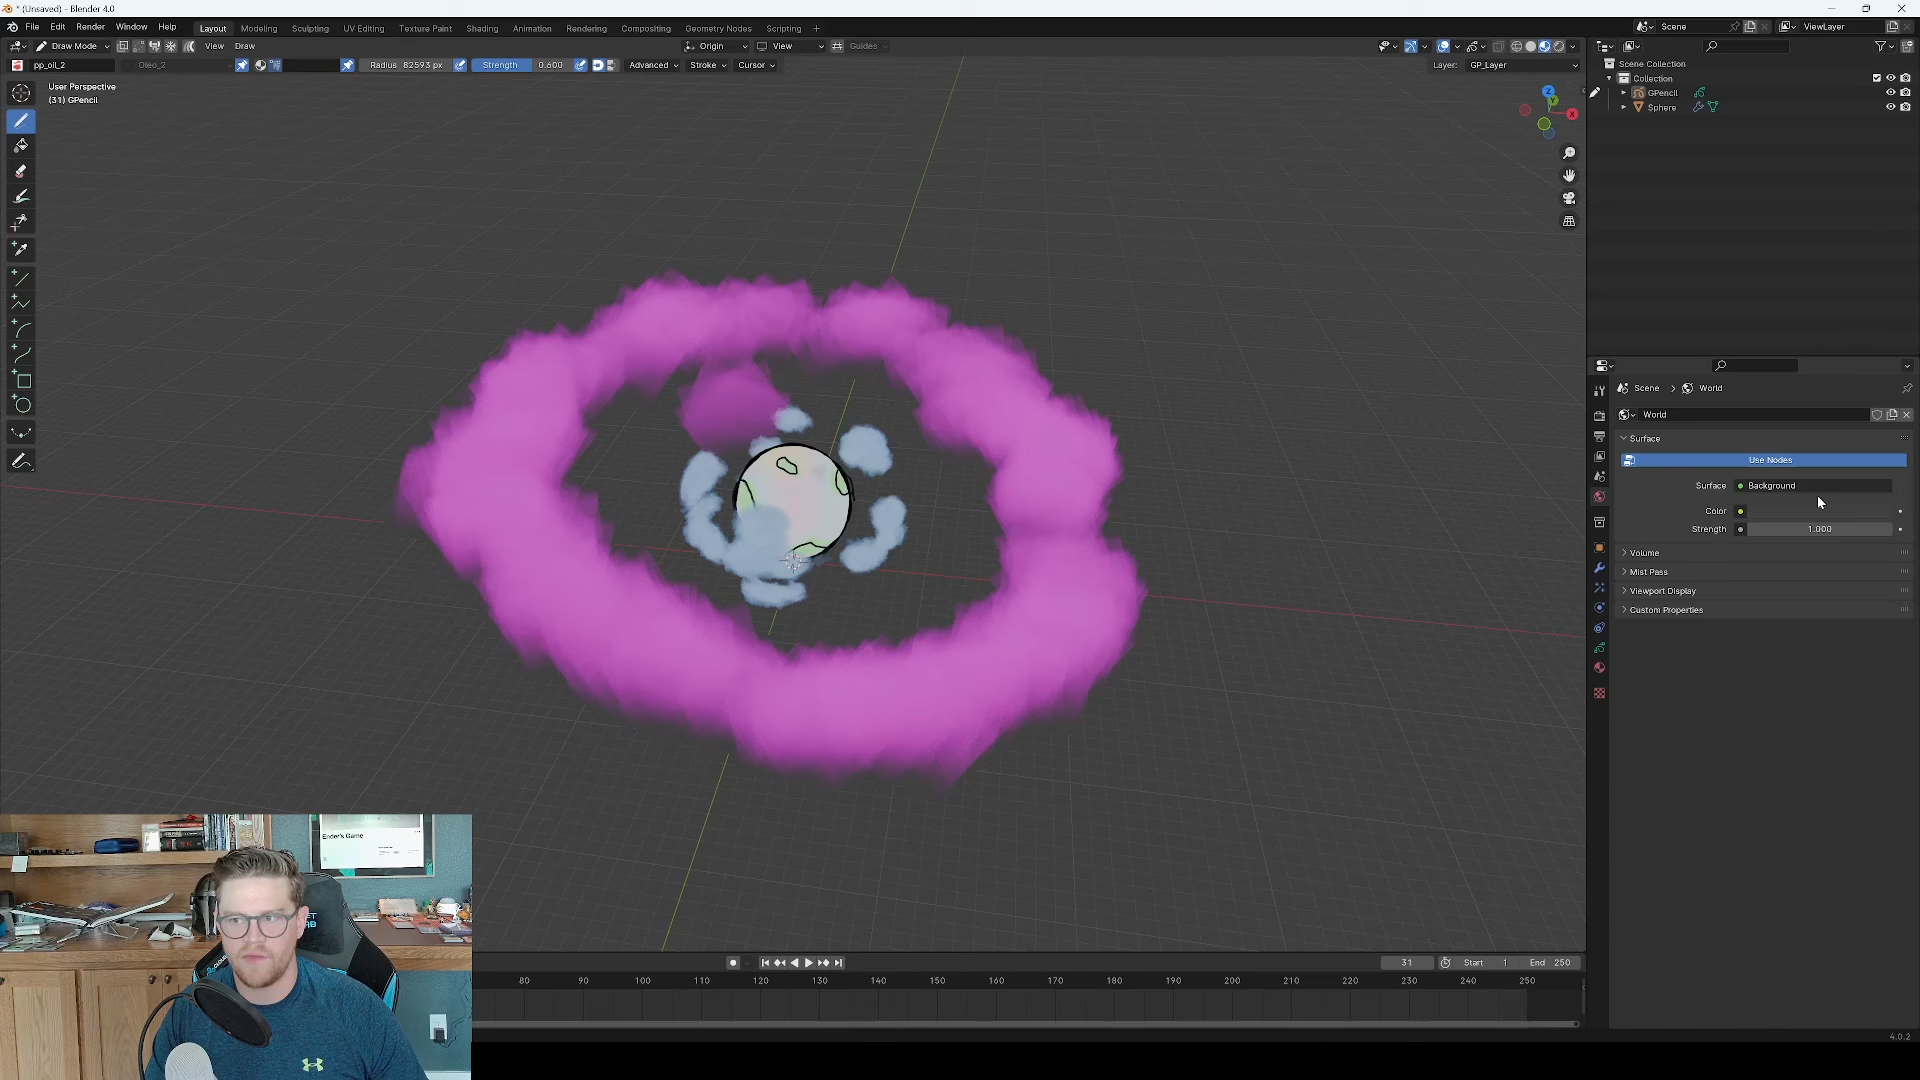 * (Unsaved) - Blender 4.0
File Edit Render Window Help Layout Modeling Sculpting UV Editing Texture Paint Shading Animation Rendering Compositing Geometry Nodes Scripting + Scene ViewLayer
Draw Mode View Draw Origin View Guides
pp_oil_2 Oleo_2 Radius 82593 px Strength 0.600 Advanced Stroke Cursor Layer: GP_Layer
User Perspective
(31) GPencil
Z
Y
X
Scene Collection
Collection
GPencil
Sphere
Scene > World
World
Surface
Use Nodes
Surface Background
Color
Strength 1.000
Volume
Mist Pass
Viewport Display
Custom Properties
Ender's Game
31 Start 1 End 250
80 90 100 110 120 130 140 150 160 170 180 190 200 210 220 230 240 250
4.0.2